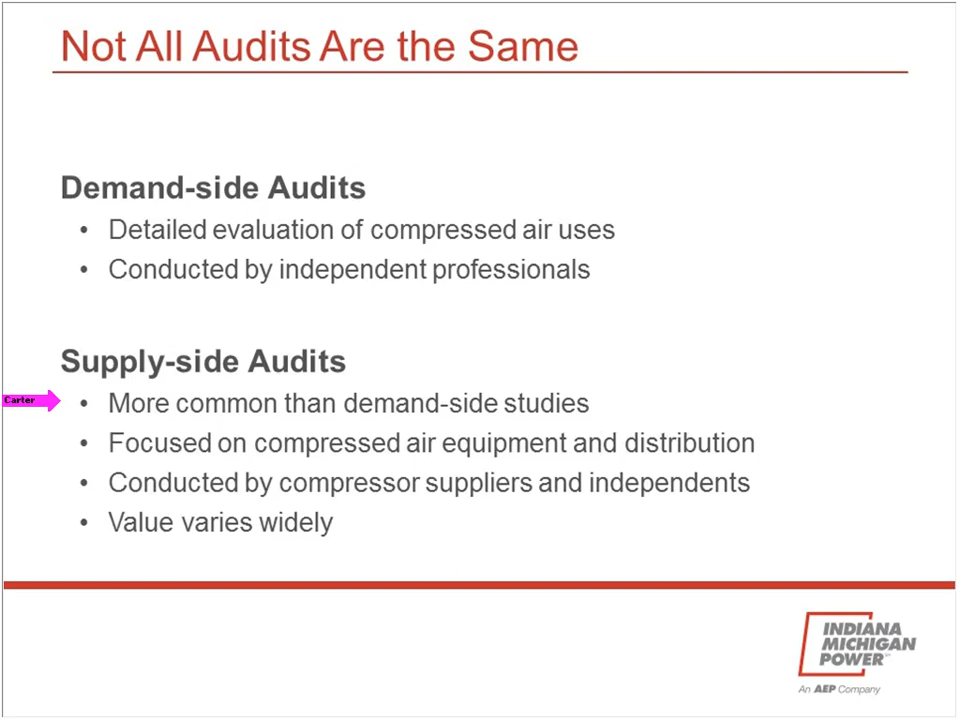 Not All Audits Are the Same
Demand-side Audits
• Detailed evaluation of compressed air uses
• Conducted by independent professionals
Supply-side Audits
Carter
• More common than demand-side studies
• Focused on compressed air equipment and distribution
• Conducted by compressor suppliers and independents
• Value varies widely
INDIANA
MICHIGAN
POWER
An AEP Company